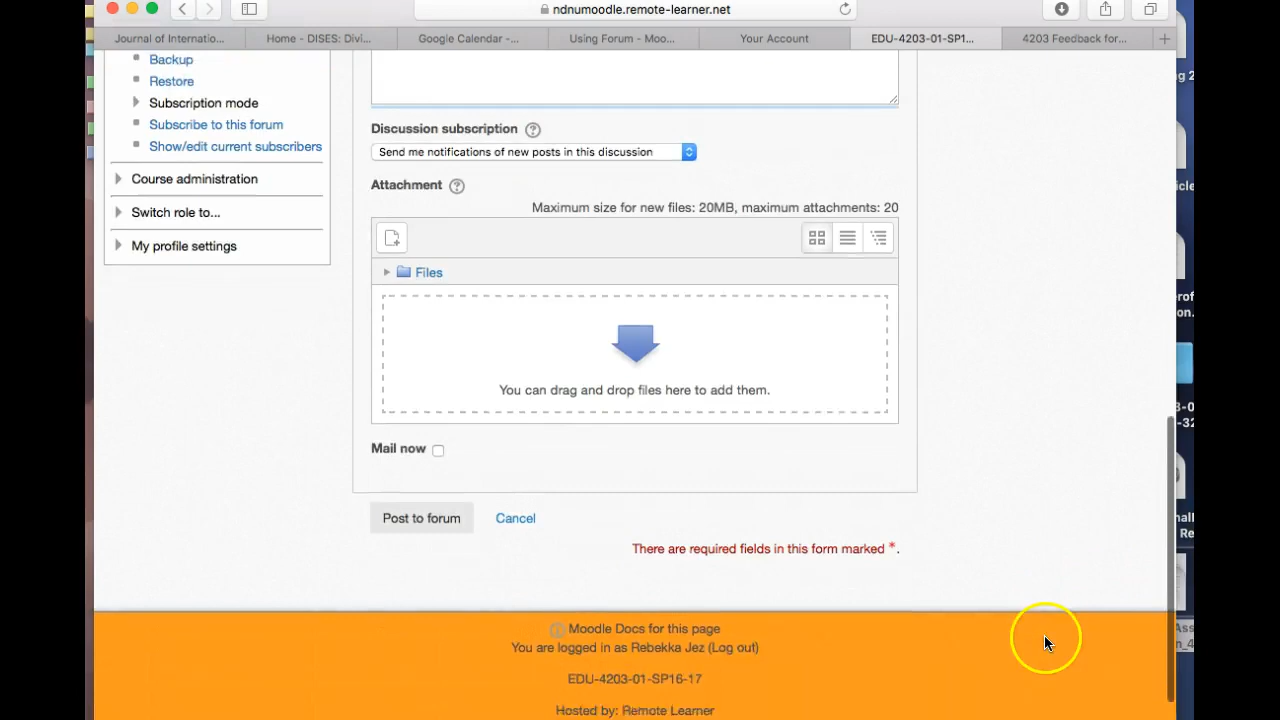 ndnumoodle.remote-learner.net
Journal of Internatio...
Home - DISES: Divi...
Google Calendar -...
Using Forum - Moo...
Your Account
EDU-4203-01-SP1...
4203 Feedback for...
Backup
Restore
Subscription mode
Subscribe to this forum
Show/edit current subscribers
Course administration
Switch role to...
My profile settings
Discussion subscription
Send me notifications of new posts in this discussion
Attachment
Maximum size for new files: 20MB, maximum attachments: 20
Files
You can drag and drop files here to add them.
Mail now
Post to forum
Cancel
There are required fields in this form marked *.
Moodle Docs for this page
You are logged in as Rebekka Jez (Log out)
EDU-4203-01-SP16-17
Hosted by: Remote Learner